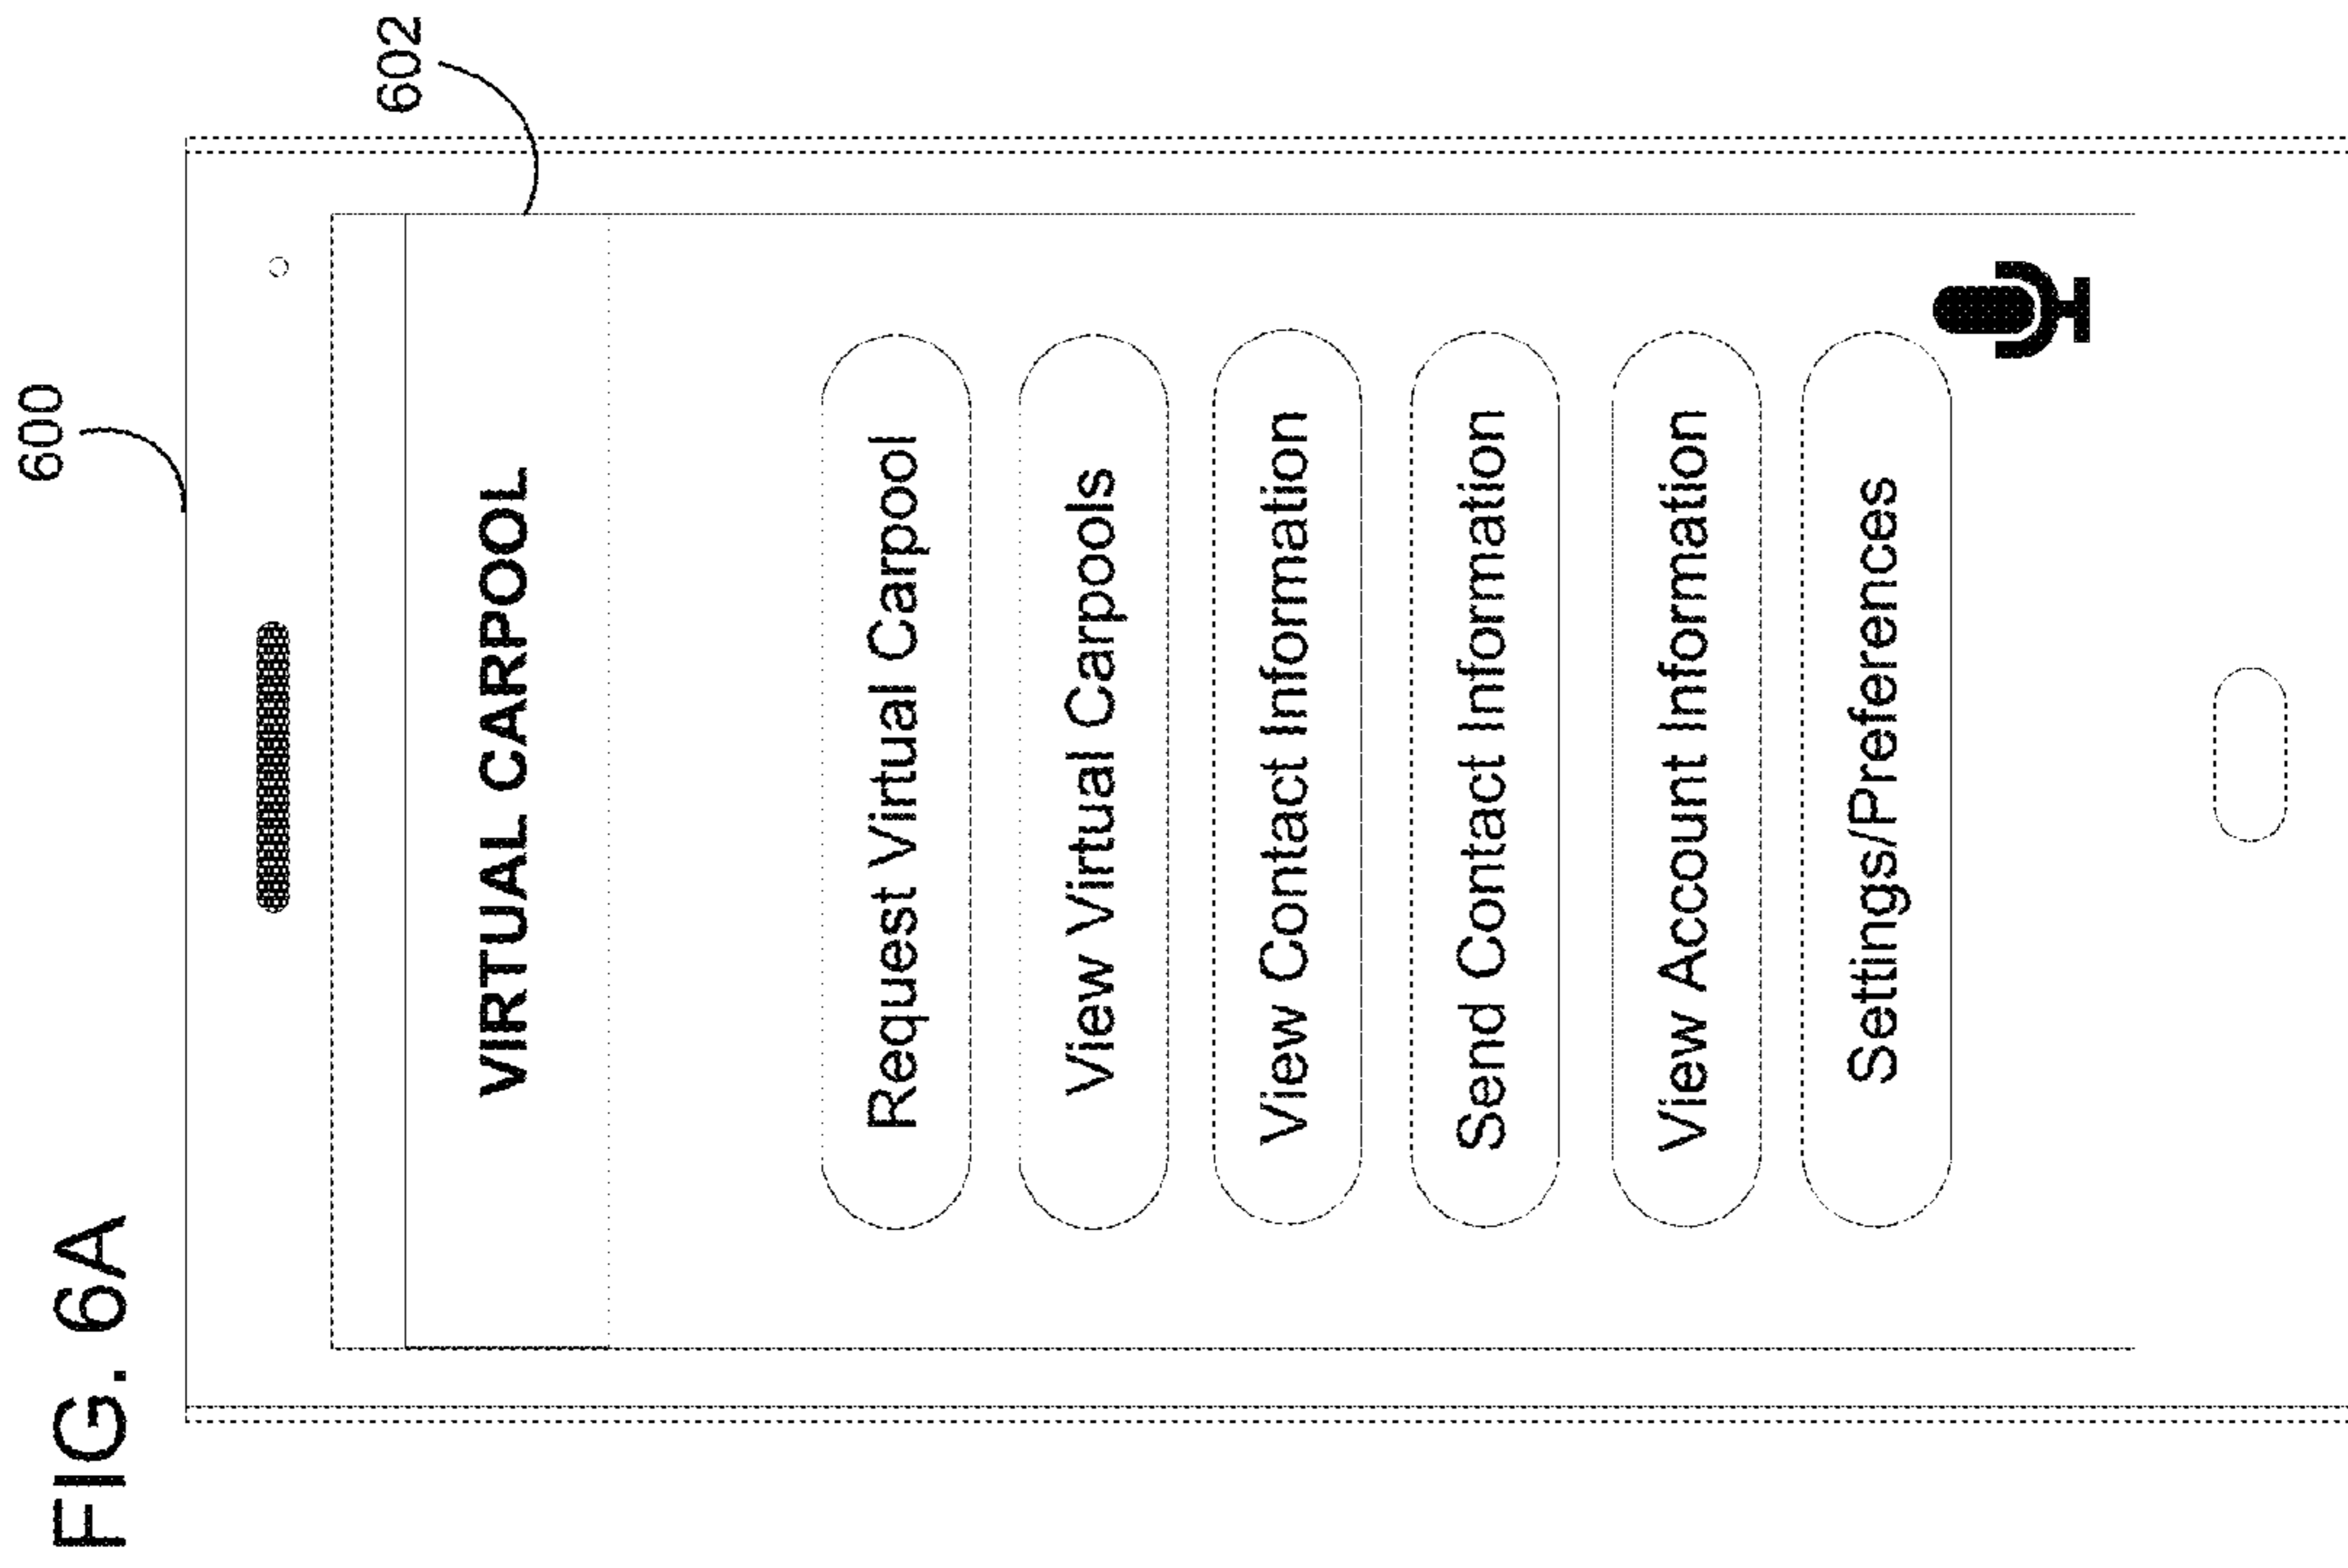 FIG. 6A
600
602
VIRTUAL CARPOOL
Request Virtual Carpool
View Virtual Carpools
View Contact Information
Send Contact Information
View Account Information
Settings/Preferences